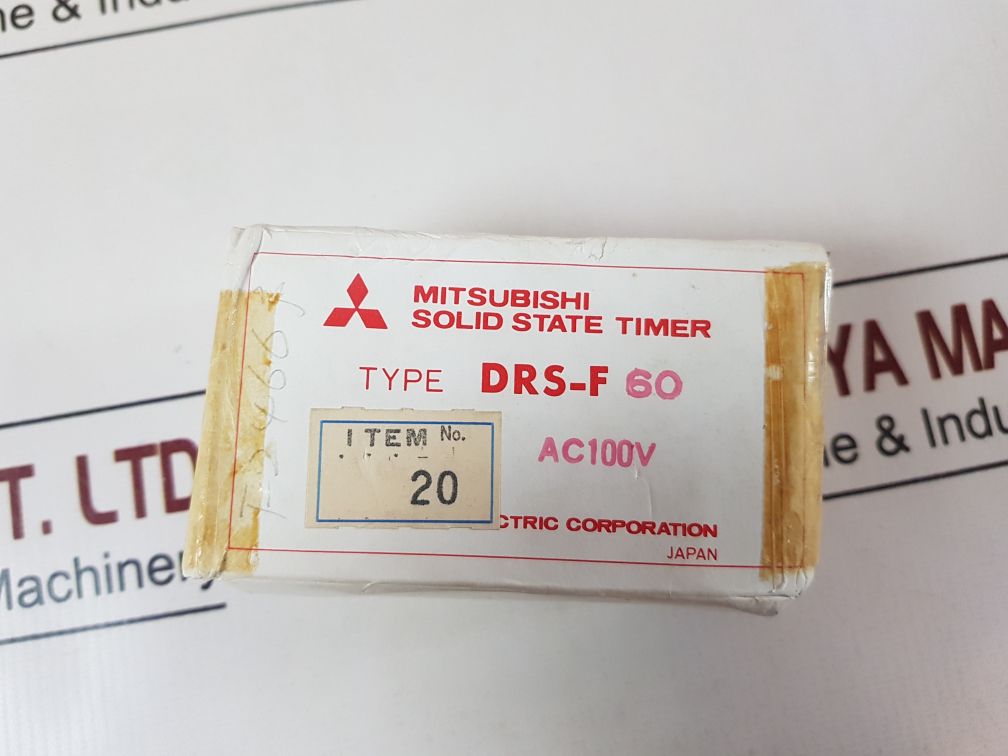 ne & Indu
MITSUBISHI
SOLID STATE TIMER
TYPE DRS-F 60
AC100V
ITEM No.
20
CTRIC CORPORATION
JAPAN
T. LTD
Machinery
YA MA
e & Indu